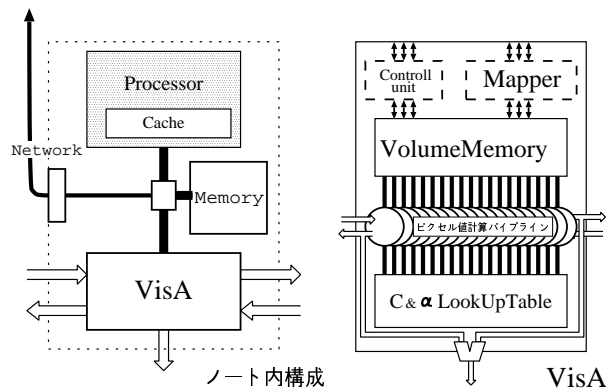 Processor
Cache
Network
Memory
VisA
ノート内構成
Controll
unit
Mapper
VolumeMemory
ピクセル値計算パイプライン
C & α LookUpTable
VisA